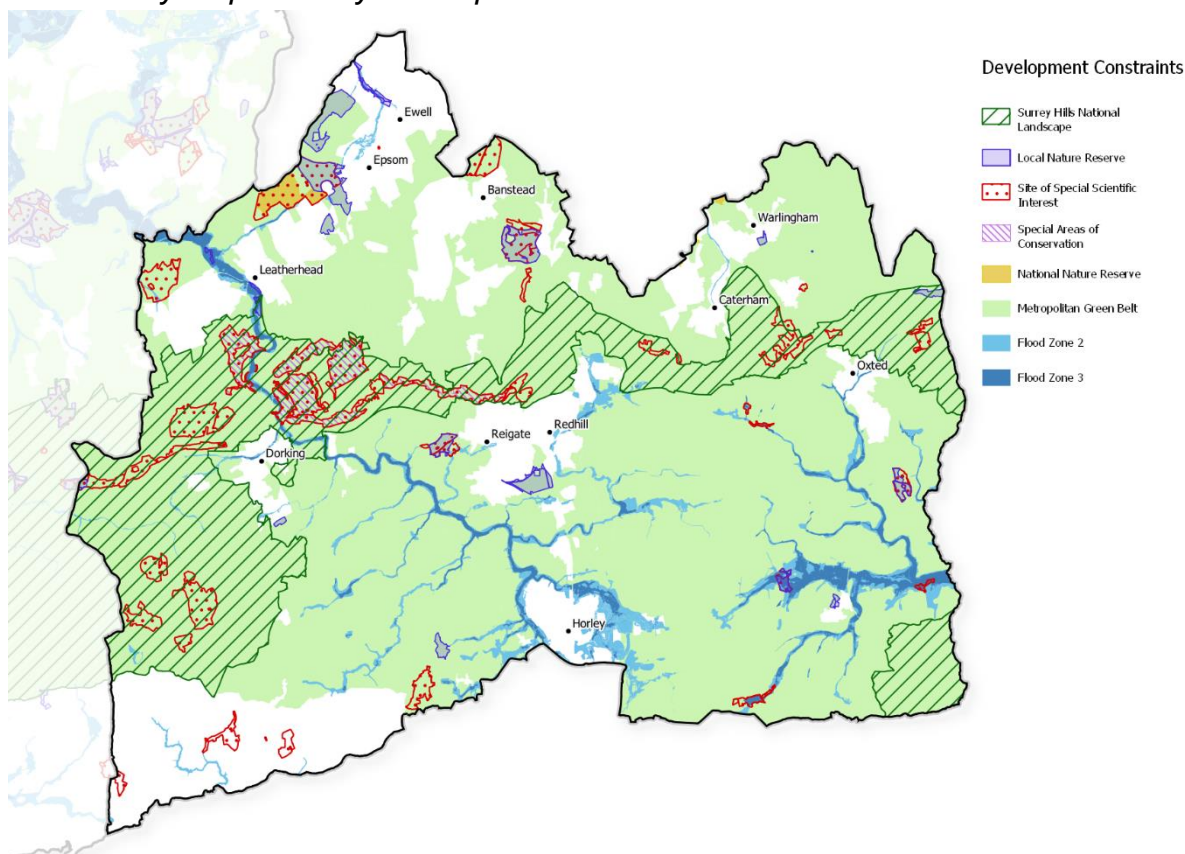 Development Constraints
Surrey Hills National
Landscape
Local Nature Reserve
Site of Special Scientific
Interest
Special Areas of
Conservation
National Nature Reserve
Metropolitan Green Belt
Flood Zone 2
Flood Zone 3
Ewell
Epsom
Banstead
Warlingham
Leatherhead
Caterham
Oxted
Redhill
Reigate
Dorking
Horley